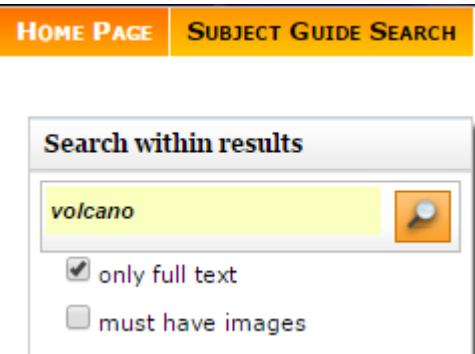 HOME PAGE SUBJECT GUIDE SEARCH
Search within results
volcano
only full text
must have images